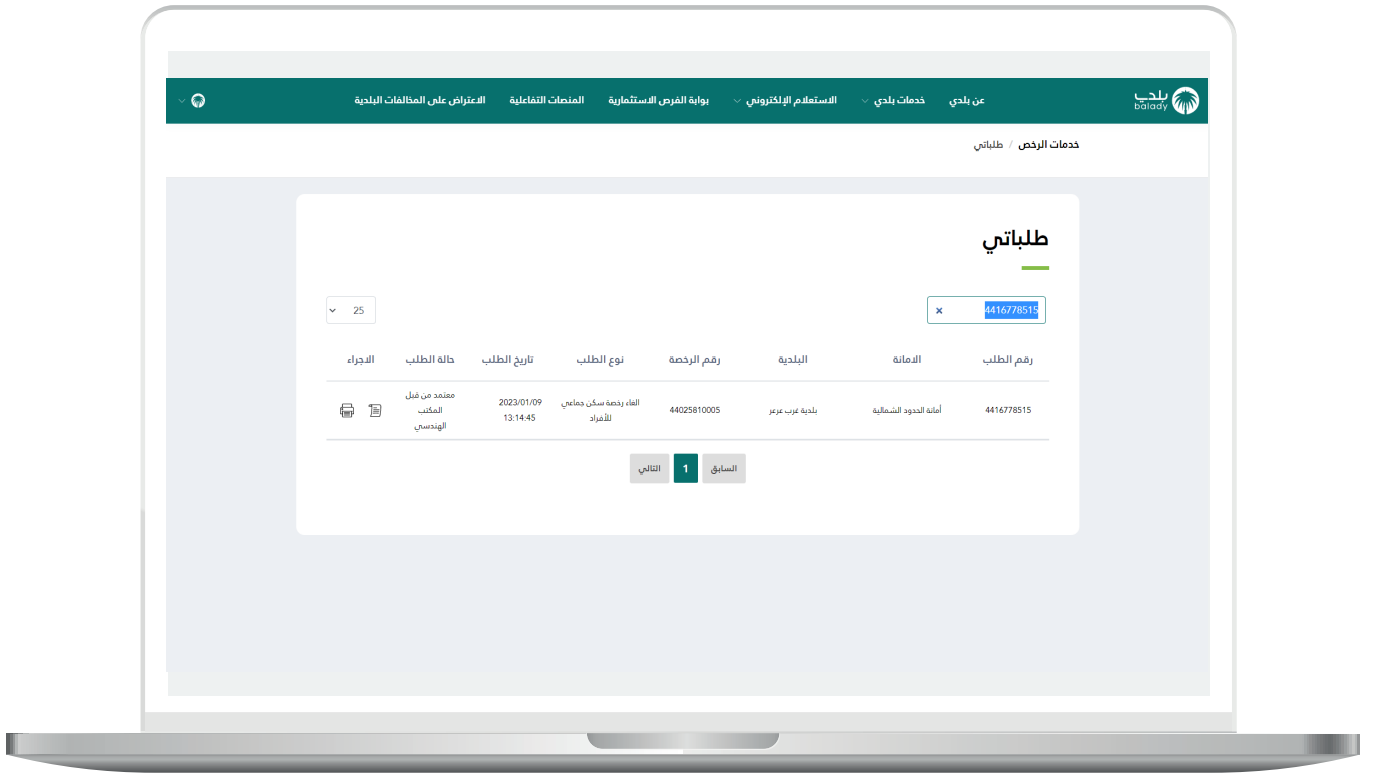 بلدي
balady
عن بلدي
خدمات بلدي
الاستعلام الإلكتروني
بوابة الفرص الاستثمارية
المنصات التفاعلية
الاعتراض على المخالفات البلدية
خدمات الرخص / طلباتي
طلباتي
4416778515 ×
25
رقم الطلب
الامانة
البلدية
رقم الرخصة
نوع الطلب
تاريخ الطلب
حالة الطلب
الاجراء
4416778515
أمانة الحدود الشمالية
بلدية غرب عرعر
44025810005
الغاء رخصة سكن جماعي
للأفراد
2023/01/09
13:14:45
معتمد من قبل
المكتب
الهندسي
السابق
1
التالي